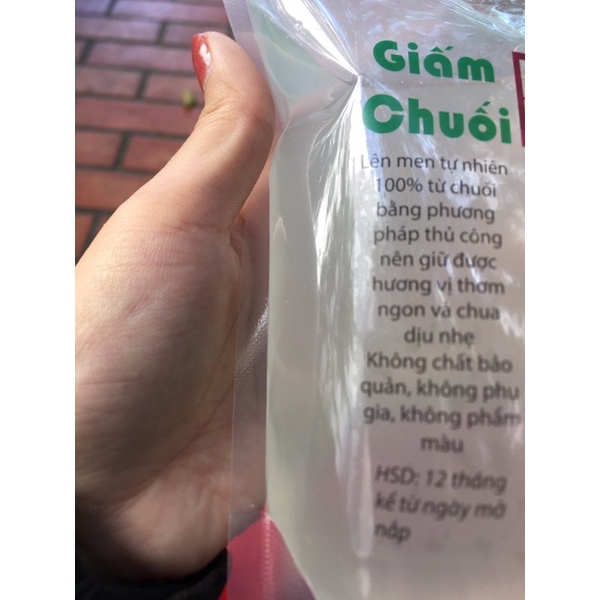 Giấm
Chuối
Lên men tự nhiên
100% từ chuối
bằng phương
pháp thủ công
nên giữ được
hương vị thơm
ngon và chua
dịu nhẹ
Không chất bảo
quản, không phụ
gia, không phẩm
màu
HSD: 12 tháng
kể từ ngày mở
nắp